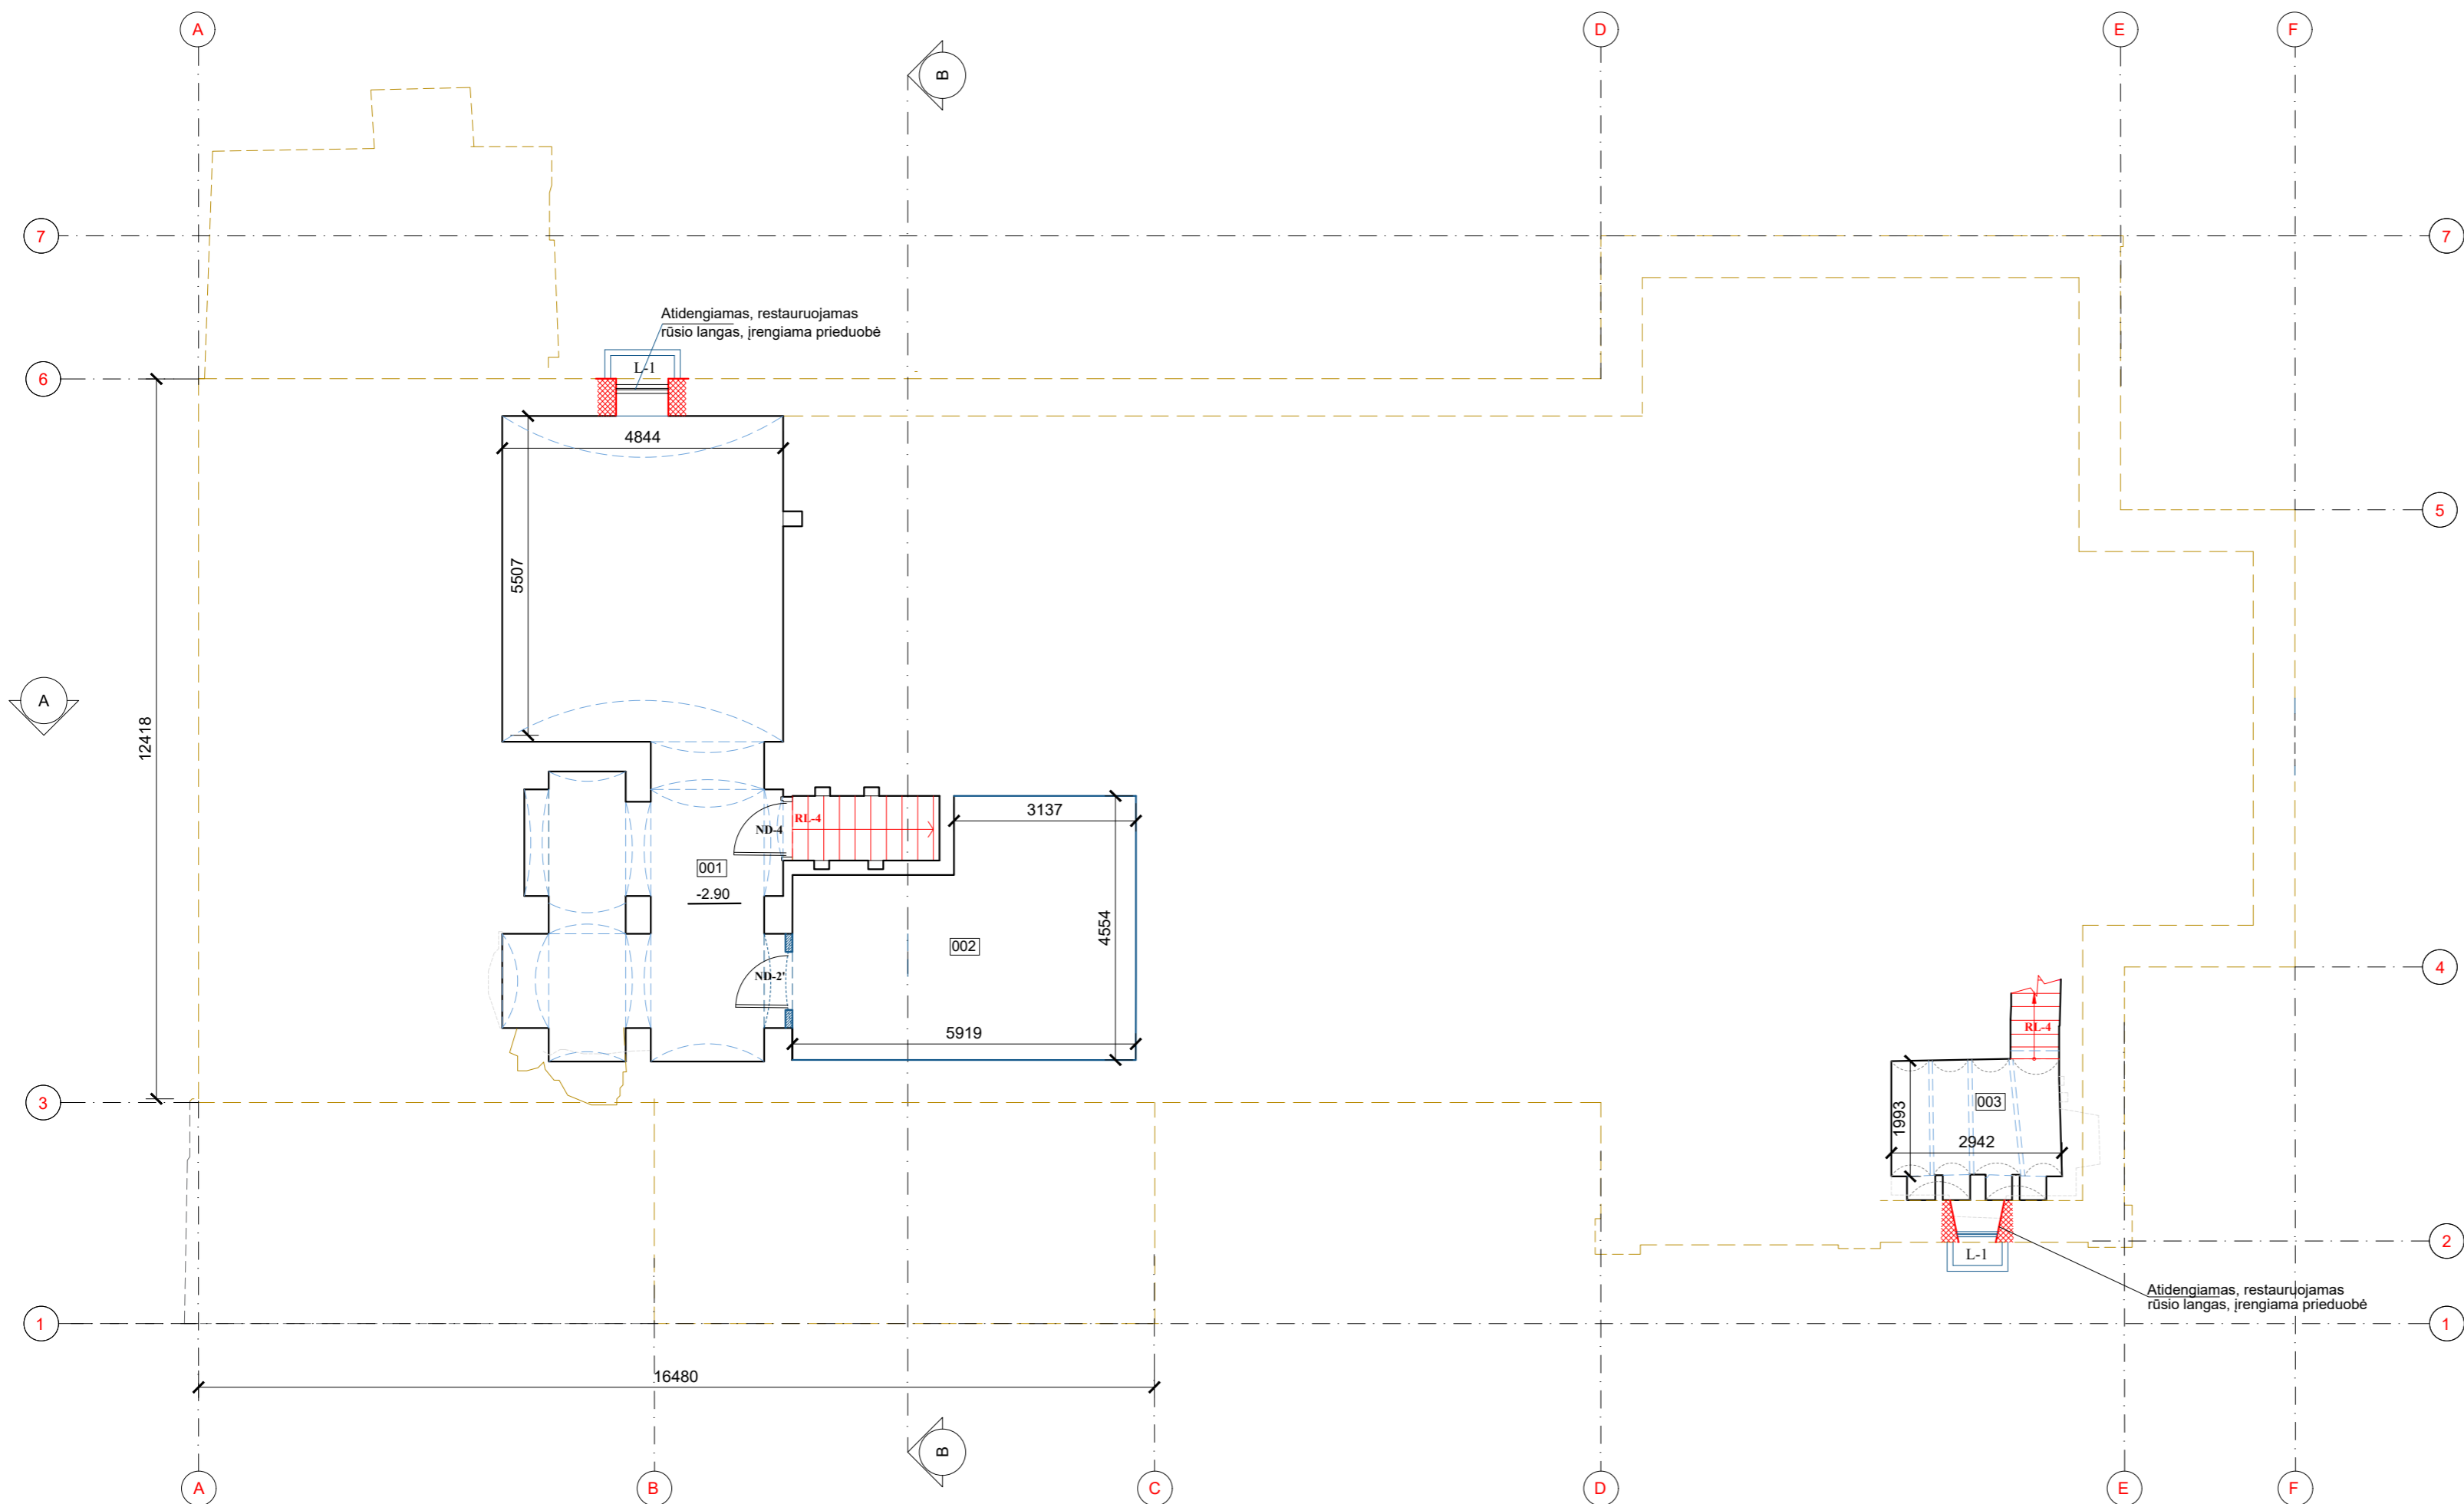 A
B
D
E
F
7
7
Atidengiamas, restauruojamas
rūsio langas, įrengiama prieduobė
L-1
6
4844
5
5507
A
12418
ND-4
RL-4
3137
001
-2.90
4554
002
ND-2'
4
5919
RL-4
3
003
1993
2942
2
L-1
Atidengiamas, restauruojamas
rūsio langas, įrengiama prieduobė
1
1
16480
B
A
B
C
D
E
F